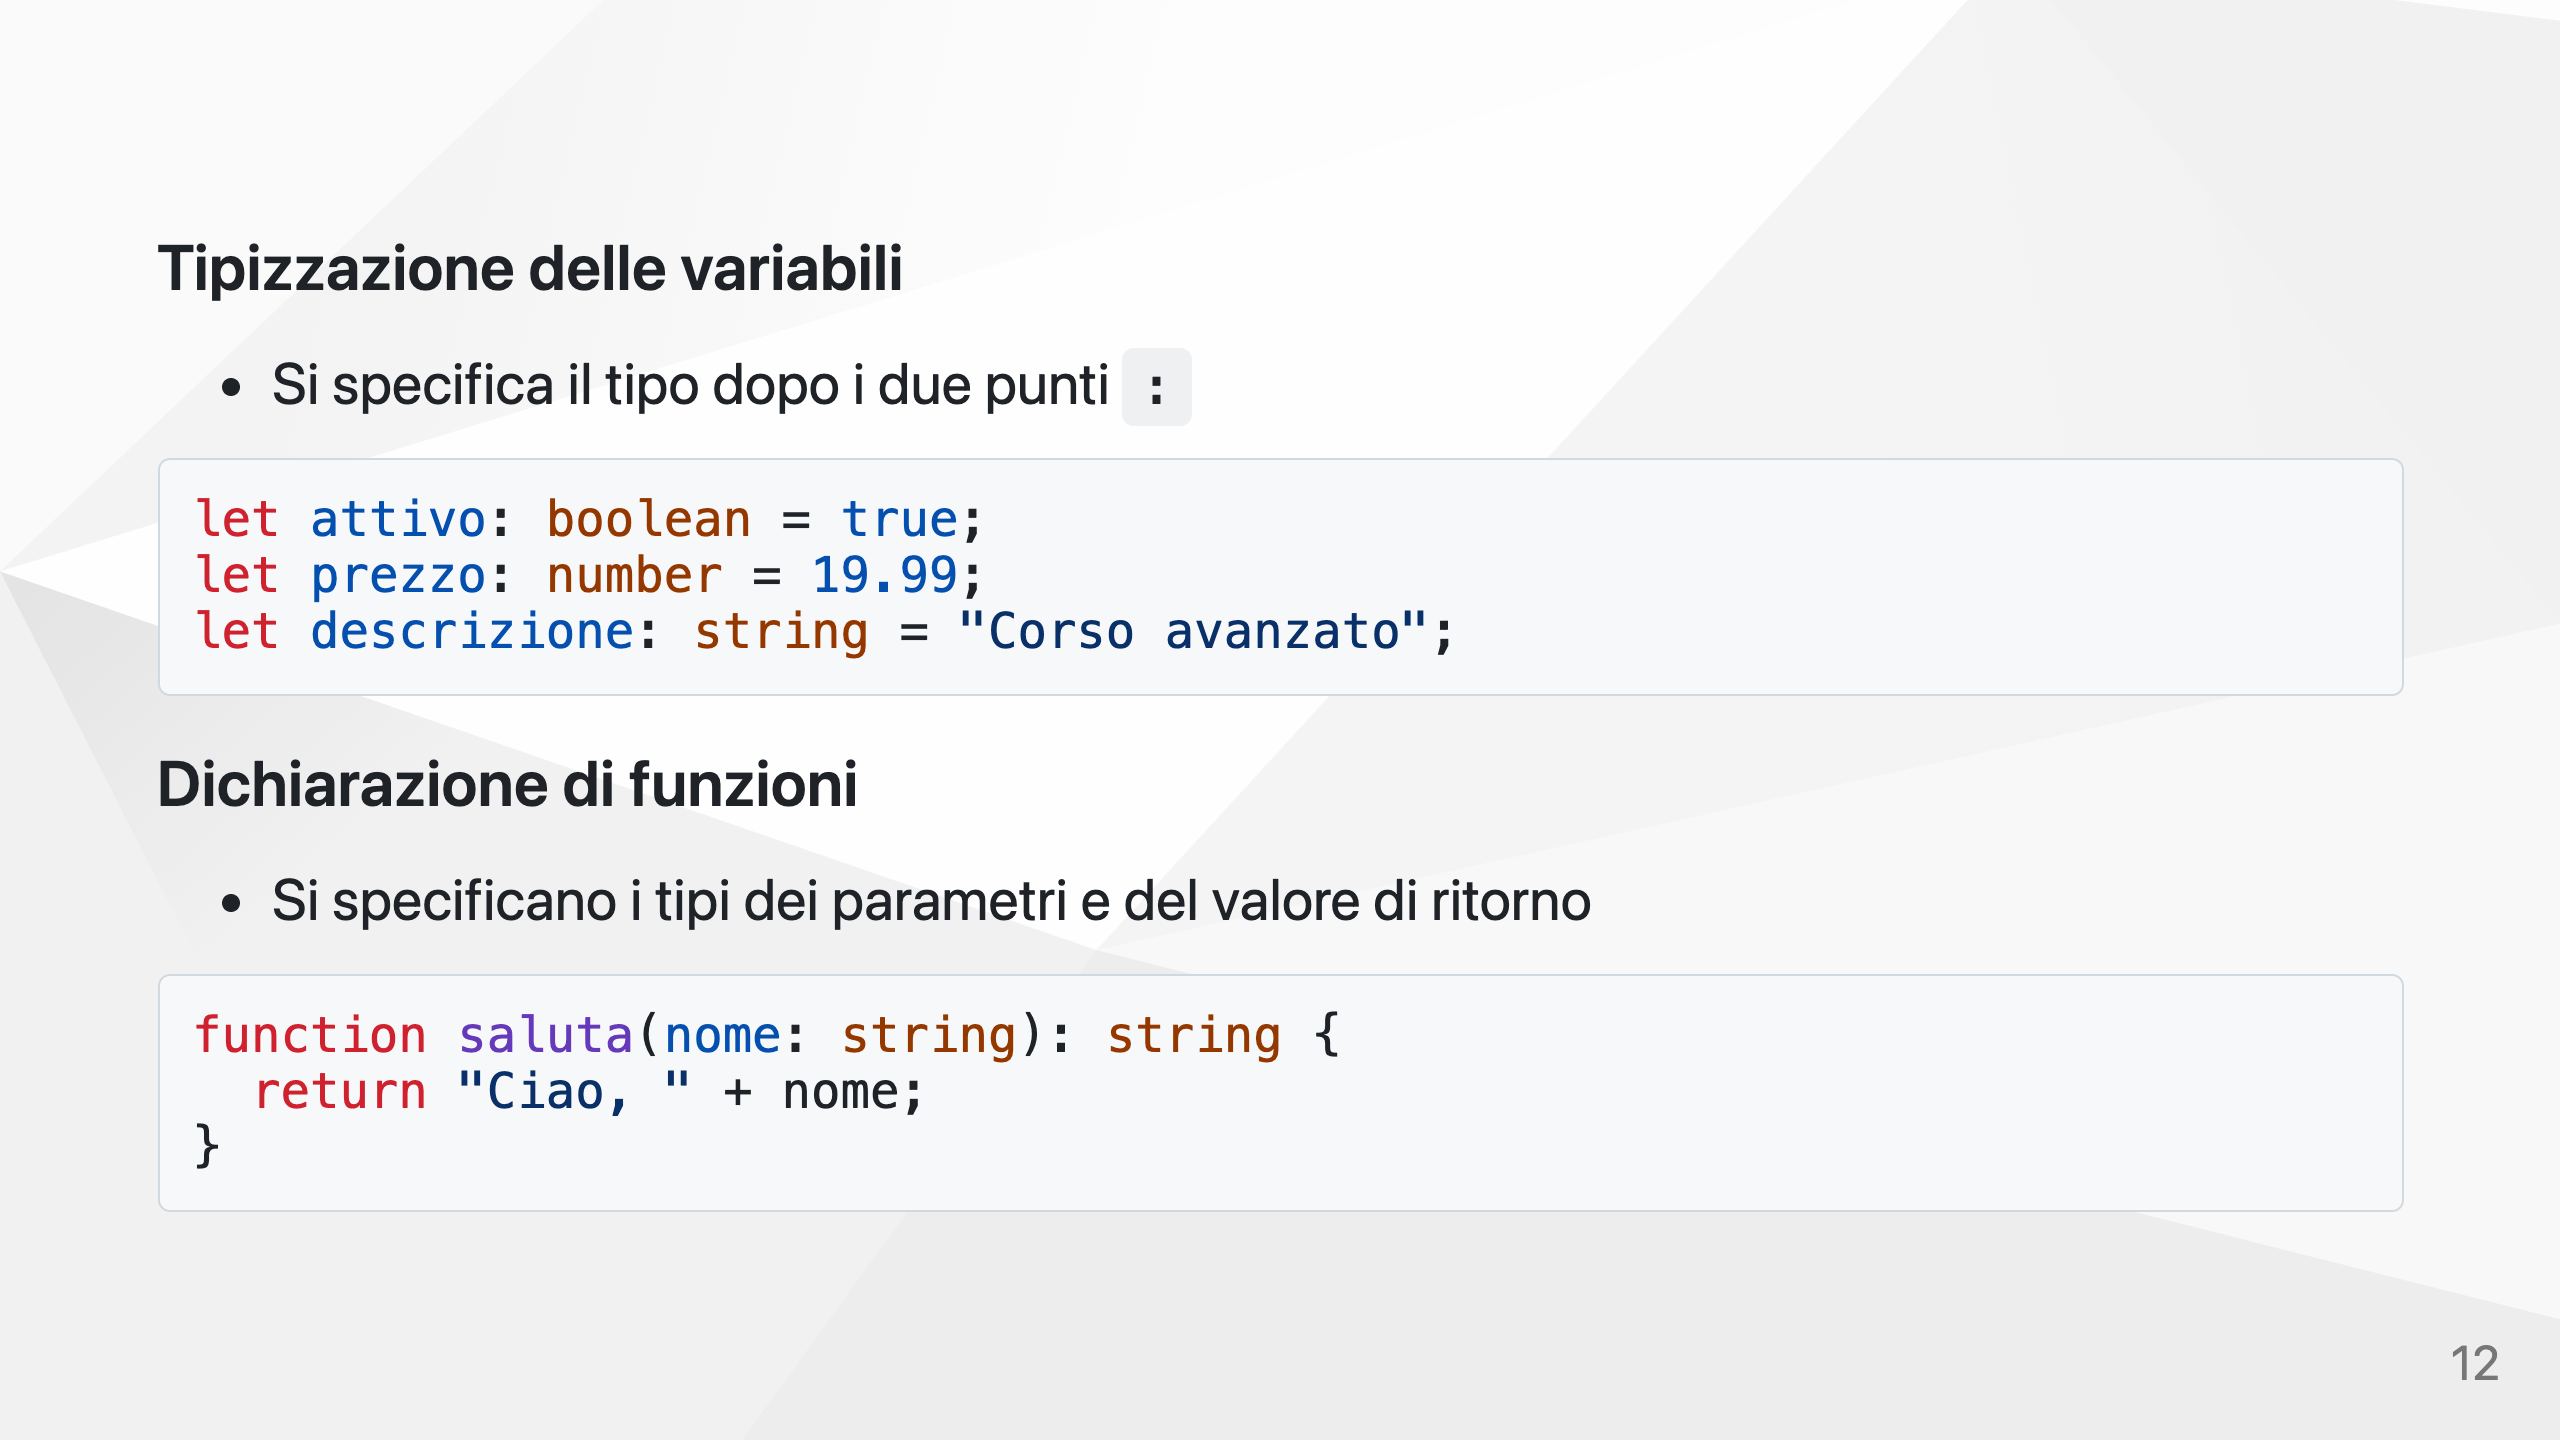 Tipizzazione delle variabili
• Si specifica il tipo dopo i due punti :
let attivo: boolean = true;
let prezzo: number = 19.99;
let descrizione: string = "Corso avanzato";
Dichiarazione di funzioni
• Si specificano i tipi dei parametri e del valore di ritorno
function saluta(nome: string): string {
  return "Ciao, " + nome;
}
12